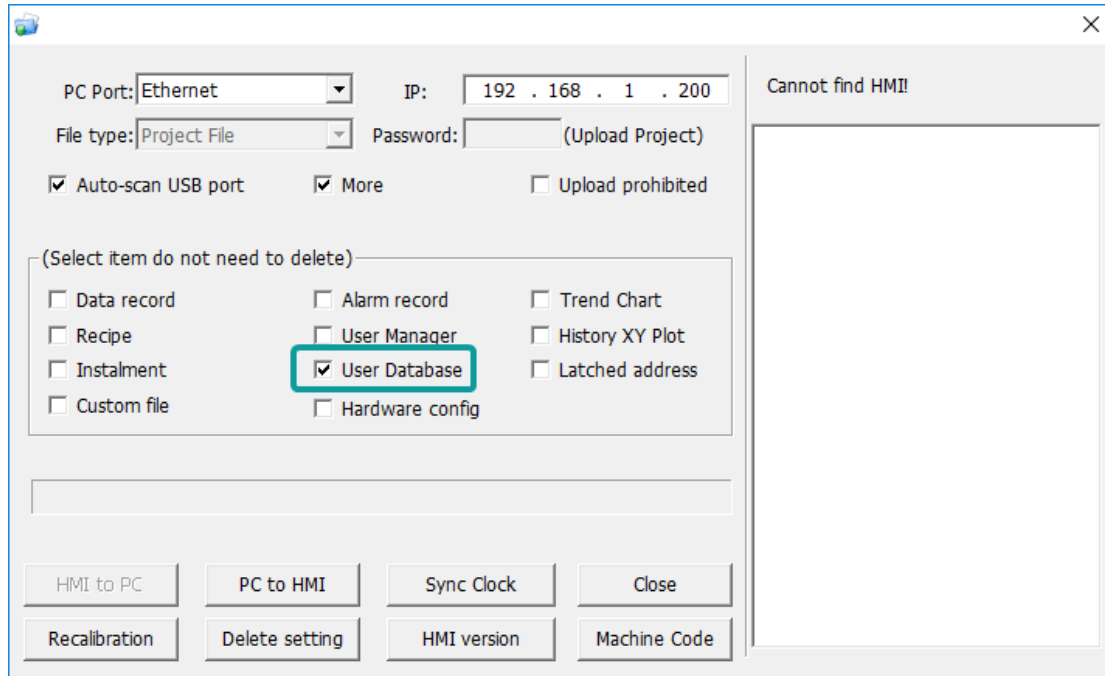 PC Port: Ethernet IP: 192 . 168 . 1 . 200 Cannot find HMI!
File type: Project File Password: (Upload Project)
Auto-scan USB port More Upload prohibited
(Select item do not need to delete)
Data record Alarm record Trend Chart
Recipe User Manager History XY Plot
Instalment User Database Latched address
Custom file Hardware config
HMI to PC PC to HMI Sync Clock Close
Recalibration Delete setting HMI version Machine Code